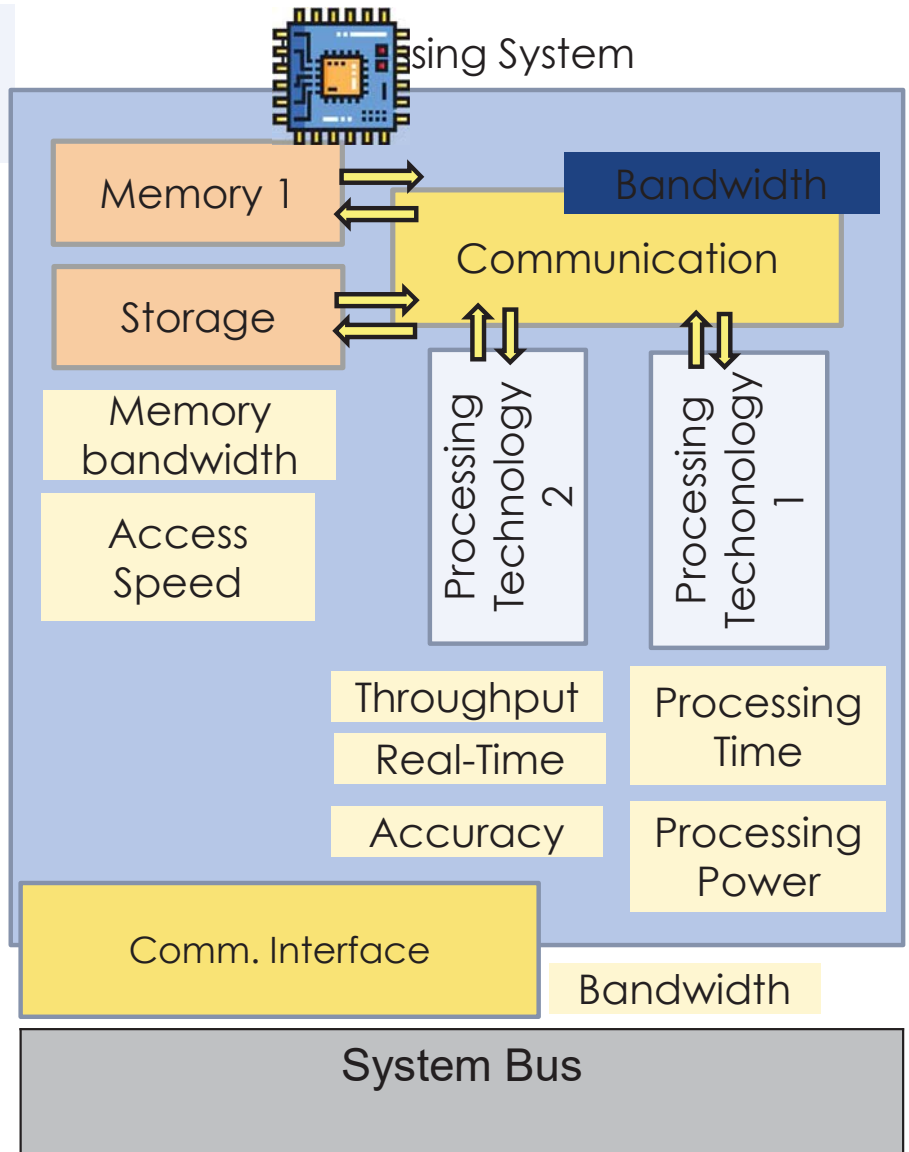 sing System
Memory 1
Bandwidth
Communication
Storage
Memory
bandwidth
Access
Speed
Processing
Technology
2
Processing
Techonology
1
Throughput
Real-Time
Accuracy
Processing
Time
Processing
Power
Comm. Interface
Bandwidth
System Bus